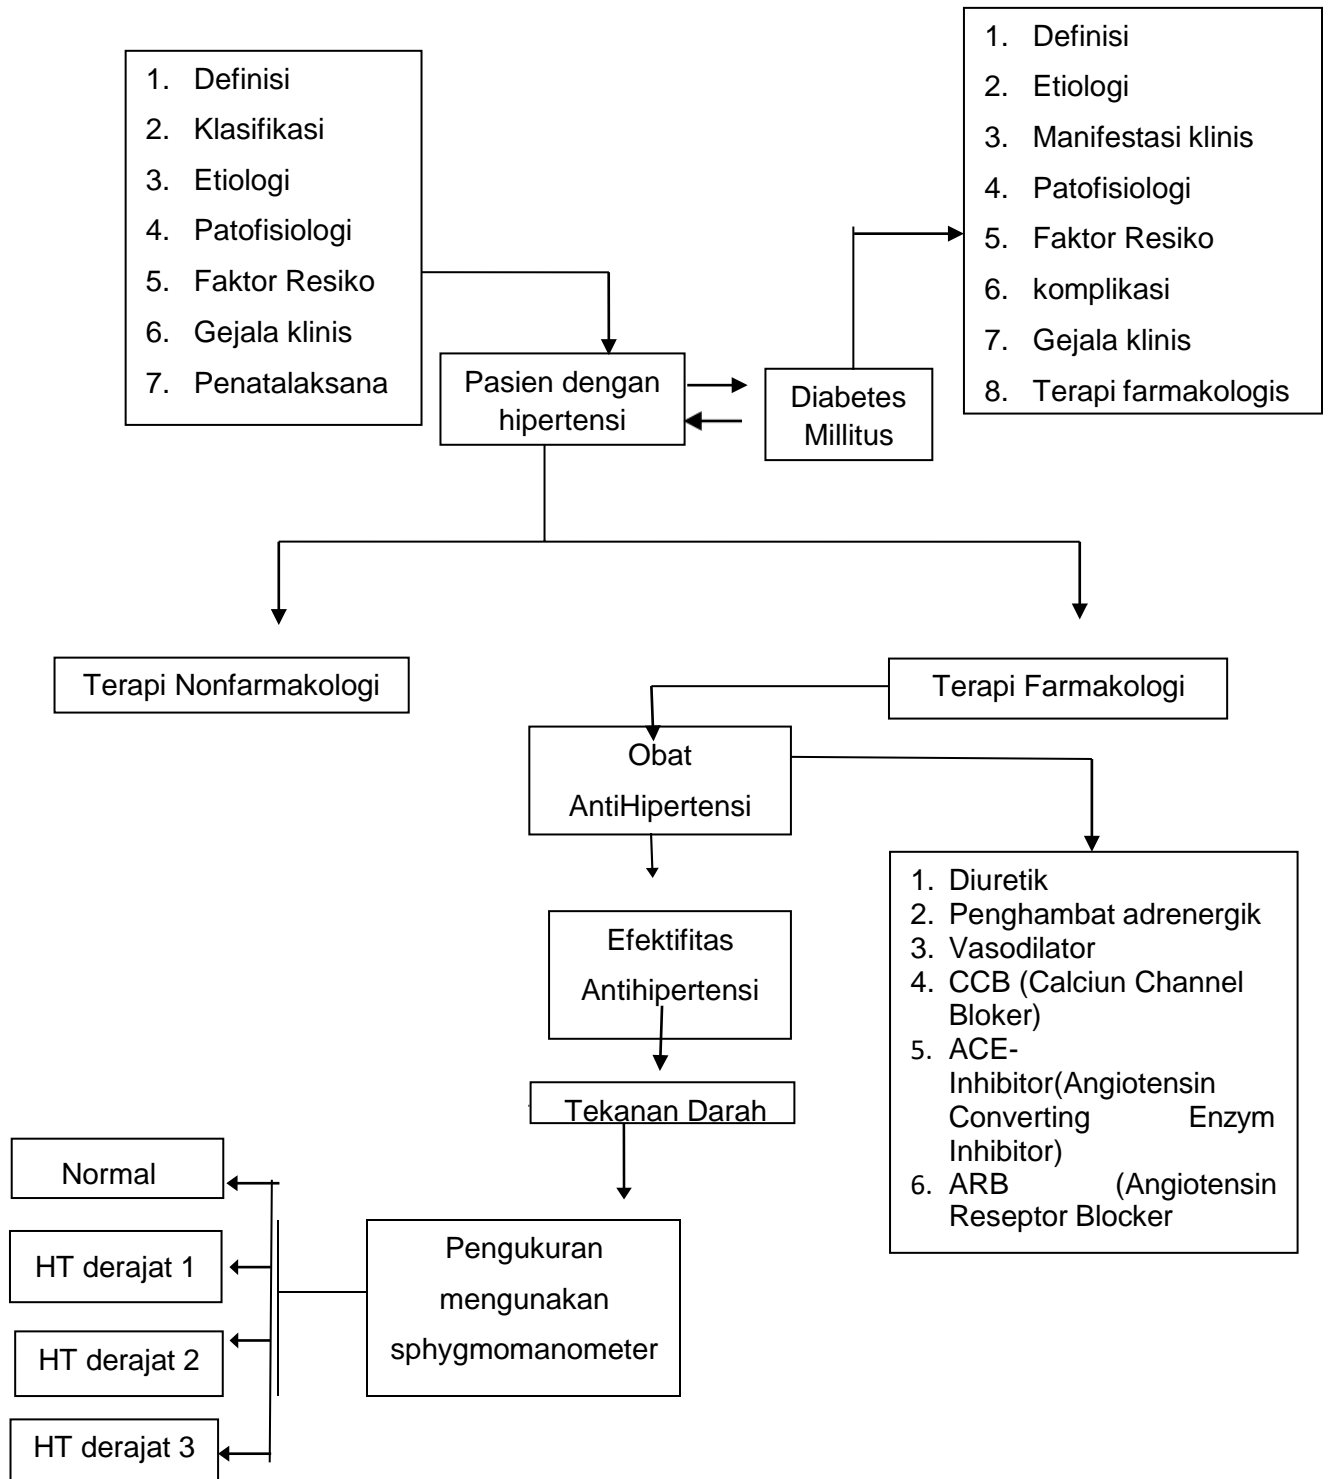 1. Definisi
2. Klasifikasi
3. Etiologi
4. Patofisiologi
5. Faktor Resiko
6. Gejala klinis
7. Penatalaksana
1. Definisi
2. Etiologi
3. Manifestasi klinis
4. Patofisiologi
5. Faktor Resiko
6. komplikasi
7. Gejala klinis
8. Terapi farmakologis
Pasien dengan
hipertensi
Diabetes
Millitus
Terapi Nonfarmakologi
Terapi Farmakologi
Obat
AntiHipertensi
Efektifitas
Antihipertensi
Tekanan Darah
1. Diuretik
2. Penghambat adrenergik
3. Vasodilator
4. CCB (Calciun Channel
Bloker)
5. ACE-
Inhibitor(Angiotensin
Converting Enzym
Inhibitor)
6. ARB (Angiotensin
Reseptor Blocker
Pengukuran
mengunakan
sphygmomanometer
Normal
HT derajat 1
HT derajat 2
HT derajat 3